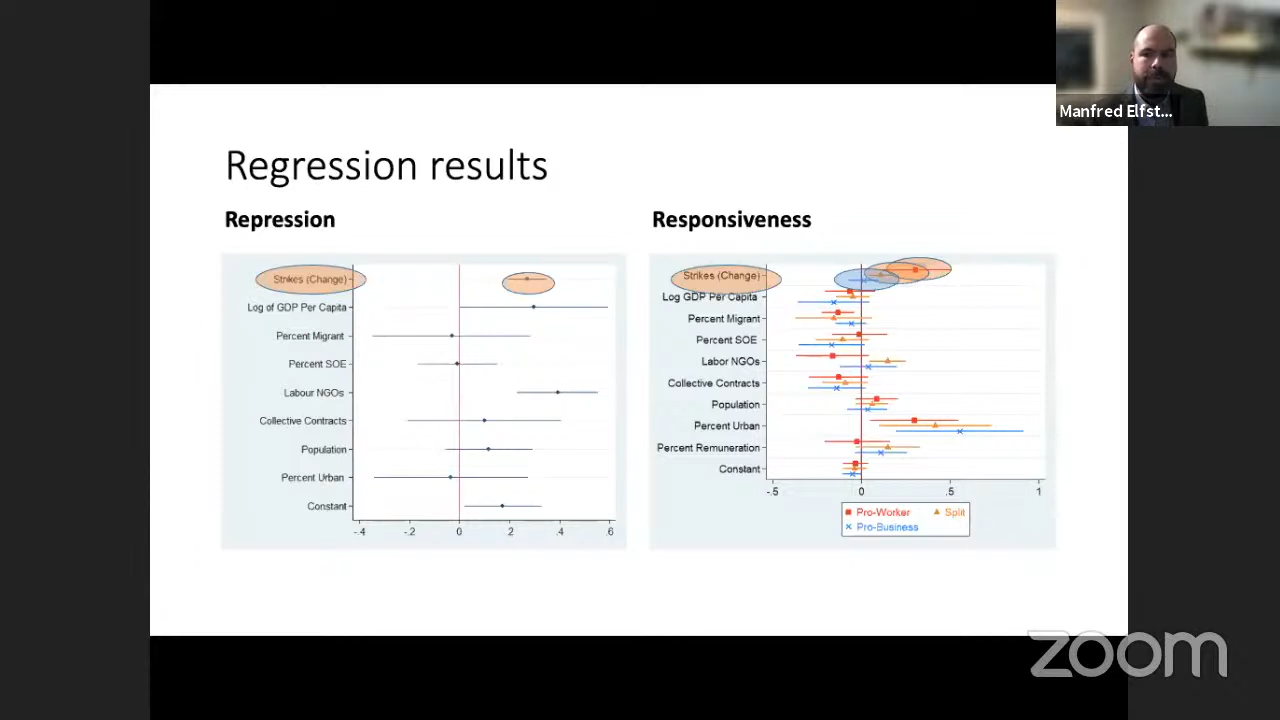 Manfred Elfst...
Regression results
Repression
Responsiveness
Strikes (Change)
Log of GDP Per Capita
Percent Migrant
Percent SOE
Labour NGOs
Collective Contracts
Population
Percent Urban
Constant
-.4 -.2 0 .2 .4 .6
Strikes (Change)
Log GDP Per Capita
Percent Migrant
Percent SOE
Labor NGOs
Collective Contracts
Population
Percent Urban
Percent Remuneration
Constant
-.5 0 .5 1
Pro-Worker Split
Pro-Business
zoom